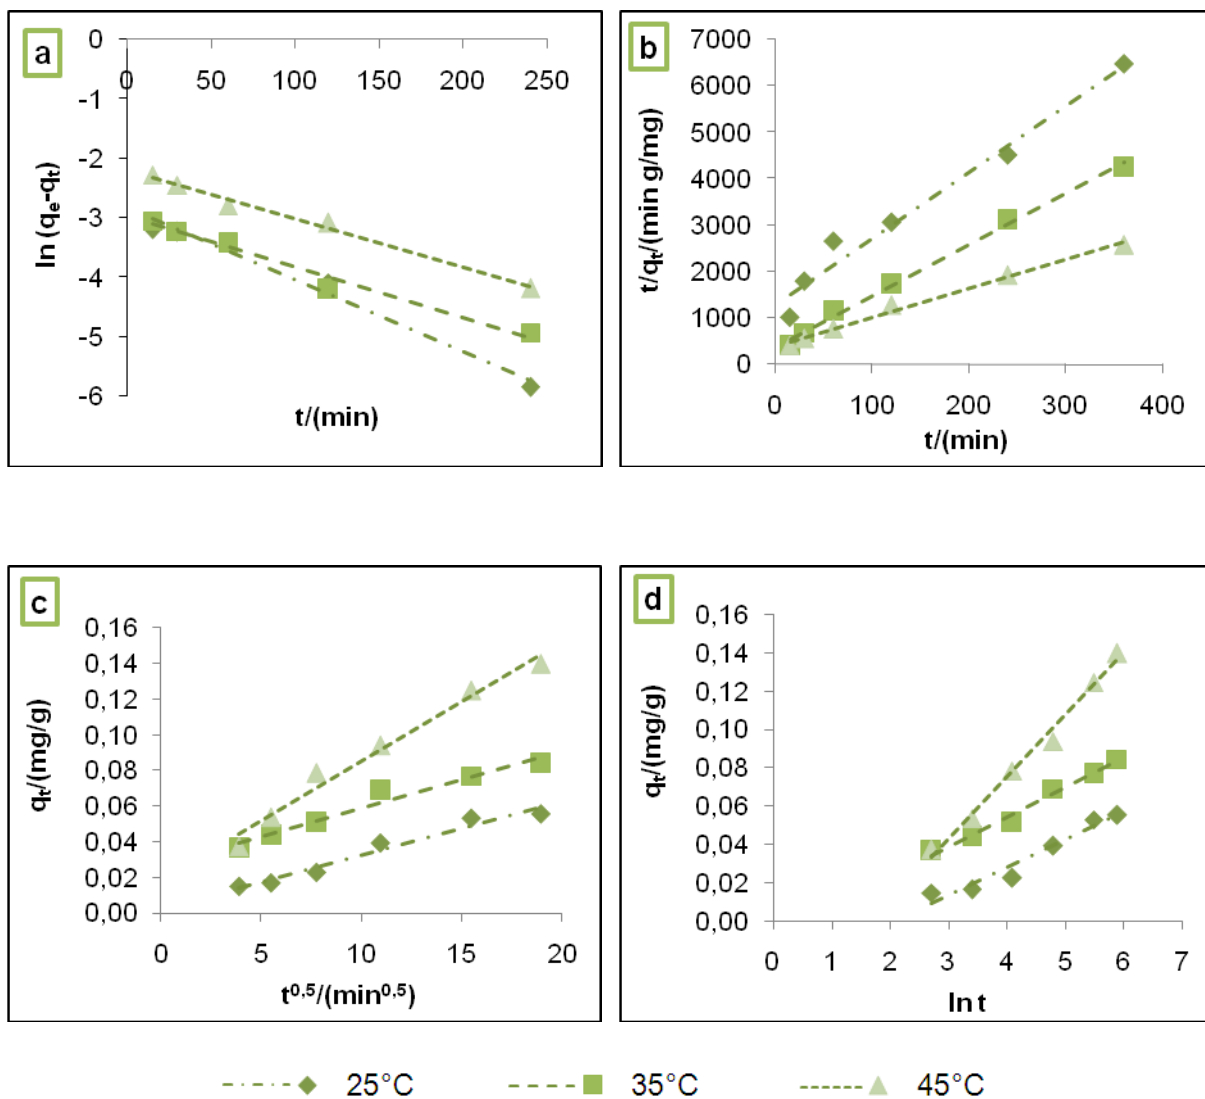 a
0
0 50 100 150 200 250
-1
-2
-3
-4
-5
-6
ln (qe-qt)
t/(min)
b
7000
6000
5000
4000
3000
2000
1000
0
0 100 200 300 400
t/qt/(min g/mg)
t/(min)
c
0,16
0,14
0,12
0,10
0,08
0,06
0,04
0,02
0,00
0 5 10 15 20
qt/(mg/g)
t0,5/(min0,5)
d
0,16
0,14
0,12
0,10
0,08
0,06
0,04
0,02
0,00
0 1 2 3 4 5 6 7
qt/(mg/g)
ln t
25°C 35°C 45°C